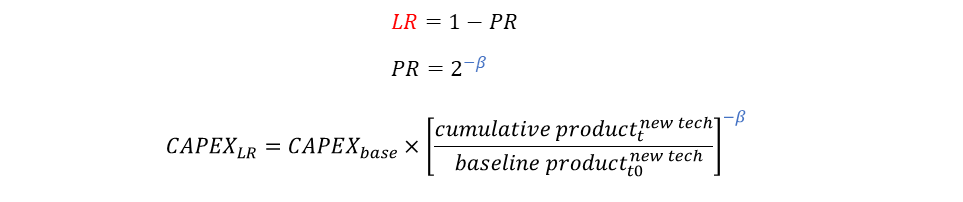 LR = 1 − PR
PR = 2^{−β}
CAPEX_{LR} = CAPEX_{base} × [cumulative product_t^{new tech} / baseline product_{t0}^{new tech}]^{−β}